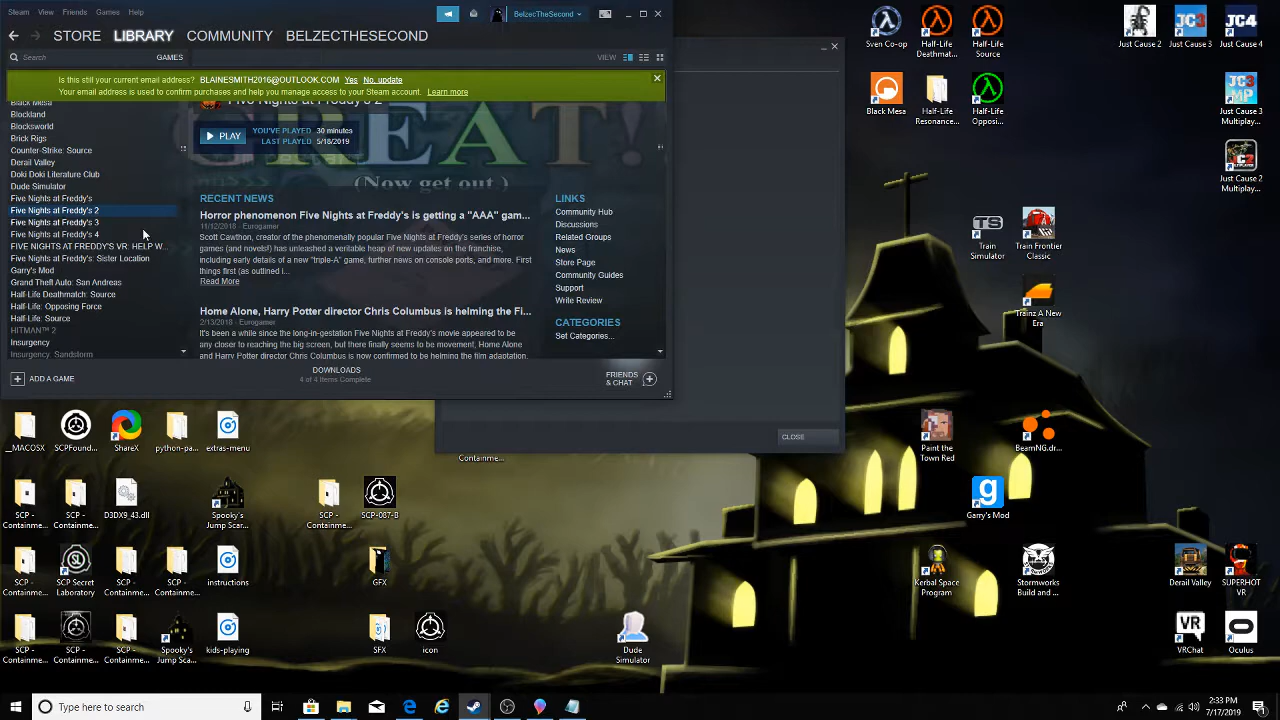 Steam View Friends Games Help BelzecTheSecond
STORE LIBRARY COMMUNITY BELZECTHESECOND
Search GAMES VIEW
Is this still your current email address? BLAINESMITH2016@OUTLOOK.COM Yes No, update
Your email address is used to confirm purchases and help you manage access to your Steam account. Learn more
Black Mesa
Blockland
Blocksworld
Brick Rigs
Counter-Strike: Source
Derail Valley
Doki Doki Literature Club
Dude Simulator
Five Nights at Freddy's
Five Nights at Freddy's 2
Five Nights at Freddy's 3
Five Nights at Freddy's 4
FIVE NIGHTS AT FREDDY'S VR: HELP W...
Five Nights at Freddy's: Sister Location
Garry's Mod
Grand Theft Auto: San Andreas
Half-Life Deathmatch: Source
Half-Life: Opposing Force
Half-Life: Source
HITMAN™ 2
Insurgency
Insurgency: Sandstorm
Five Nights at Freddy's 2
GREAT!
(Now get out.)
PLAY
YOU'VE PLAYED 30 minutes
LAST PLAYED 5/18/2019
RECENT NEWS
Horror phenomenon Five Nights at Freddy's is getting a "AAA" gam...
11/12/2018 - Eurogamer
Scott Cawthon, creator of the phenomenally popular Five Nights at Freddy's series of horror
games (and novels!) has unleashed a veritable heap of new updates on the franchise,
including early details of a new "triple-A" game, further news on console ports, and more. First
things first (as outlined i...
Read More
Home Alone, Harry Potter director Chris Columbus is helming the Fi...
2/13/2018 - Eurogamer
It's been a while since the long-in-gestation Five Nights at Freddy's movie appeared to be
any closer to reaching the big screen, but there finally seems to be movement; Home
Alone and Harry Potter director Chris Columbus is now confirmed to be helming the film adaptation.
LINKS
Community Hub
Discussions
Related Groups
News
Store Page
Community Guides
Support
Write Review
CATEGORIES
Set Categories...
ADD A GAME
DOWNLOADS
4 of 4 Items Complete
FRIENDS
& CHAT
CLOSE
Containme...
Sven Co-op
Half-Life Deathmatc...
Half-Life Source
Just Cause 2
Just Cause 3
Just Cause 4
Black Mesa
Half-Life Resonance...
Half-Life Opposi...
JC3 Multiplay...
Just Cause 2 Multiplay...
Train Simulator
Train Frontier Classic
Trainz A New Era
Paint the Town Red
BeamNG.dr...
Garry's Mod
Kerbal Space Program
Stormworks Build and ...
Derail Valley
SUPERHOT VR
VRChat
Oculus
__MACOSX
SCPFound...
ShareX
python-pa...
extras-menu
SCP - Containme...
SCP - Containme...
D3DX9_43.dll
Spooky's Jump Scar...
SCP - Containme...
SCP-087-B
SCP - Containme...
SCP Secret Laboratory
SCP - Containme...
SCP - Containme...
instructions
GFX
SCP - Containme...
SCP - Containme...
SCP - Containme...
Spooky's Jump Sca...
kids-playing
SFX
icon
Dude Simulator
Type here to search
2:33 PM
7/17/2019